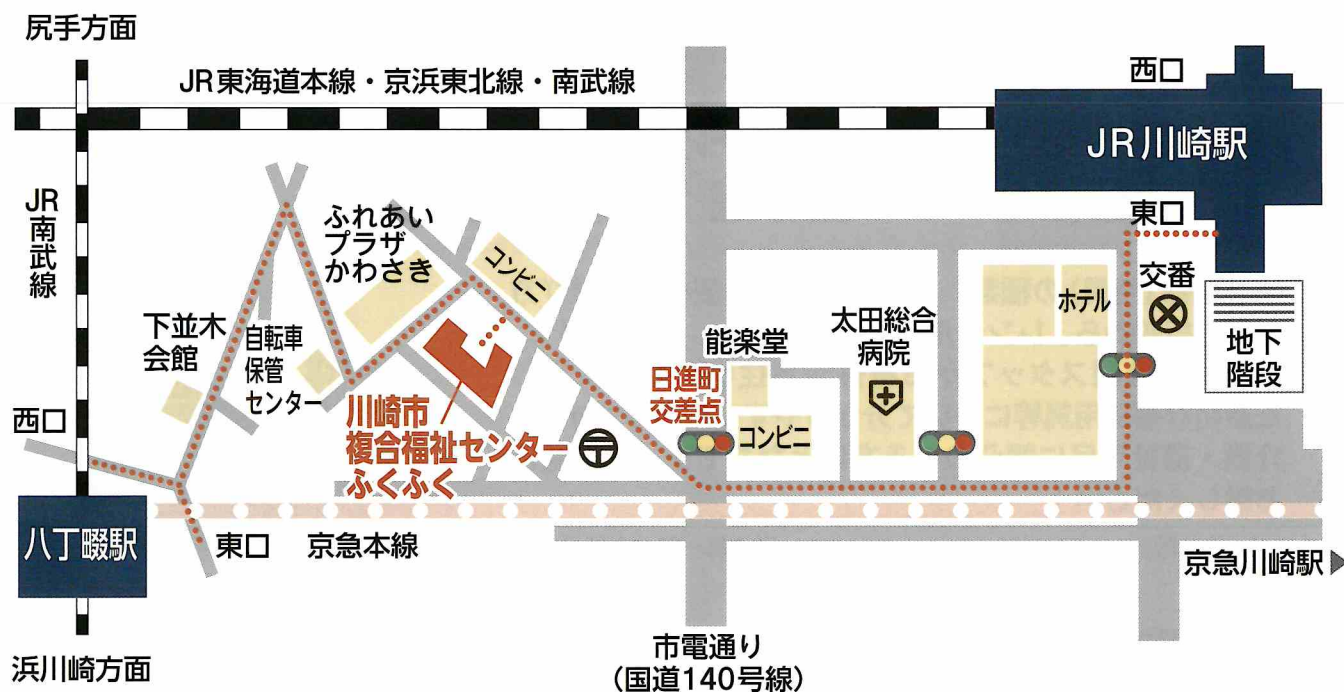 尻手方面
JR東海道本線・京浜東北線・南武線
西口
JR川崎駅
JR南武線
東口
ふれあい
プラザ
かわさき
コンビニ
交番
ホテル
地下
階段
下並木
会館
自転車
保管
センター
能楽堂
太田総合
病院
日進町
交差点
コンビニ
川崎市
複合福祉センター
ふくふく
西口
八丁畷駅
東口
京急本線
京急川崎駅
浜川崎方面
市電通り
(国道140号線)